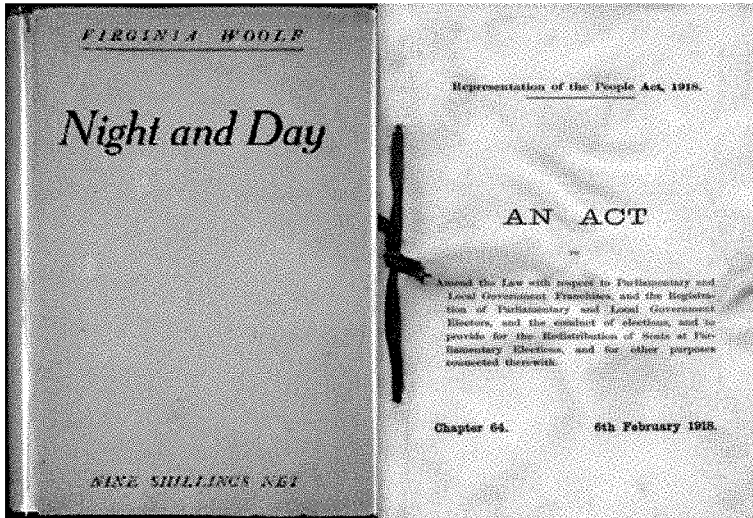 VIRGINIA WOOLF
Night and Day
NINE SHILLINGS NET
Representation of the People Act, 1918.
AN ACT
TO
Amend the Law with respect to Parliamentary and
Local Government Franchises, and the Registra-
tion of Parliamentary and Local Government
Electors, and the conduct of elections, and to
provide for the Redistribution of Seats at Par-
liamentary Elections, and for other purposes
connected therewith.
Chapter 64. 6th February 1918.